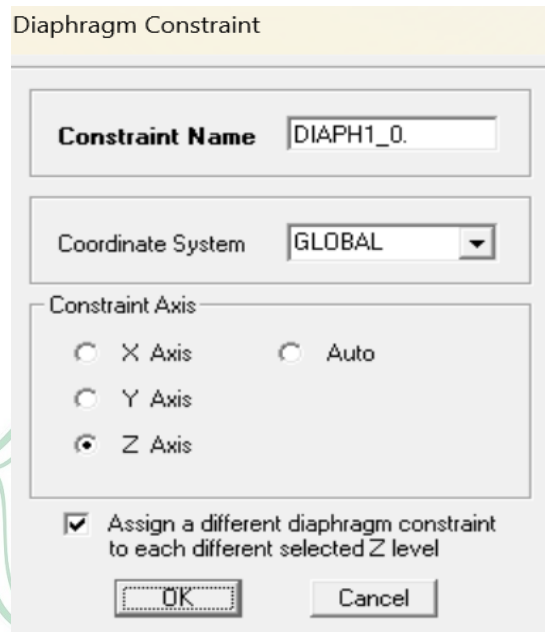 Diaphragm Constraint
Constraint Name DIAPH1_0.
Coordinate System GLOBAL
Constraint Axis
X Axis Auto
Y Axis
Z Axis
Assign a different diaphragm constraint
to each different selected Z level
OK Cancel